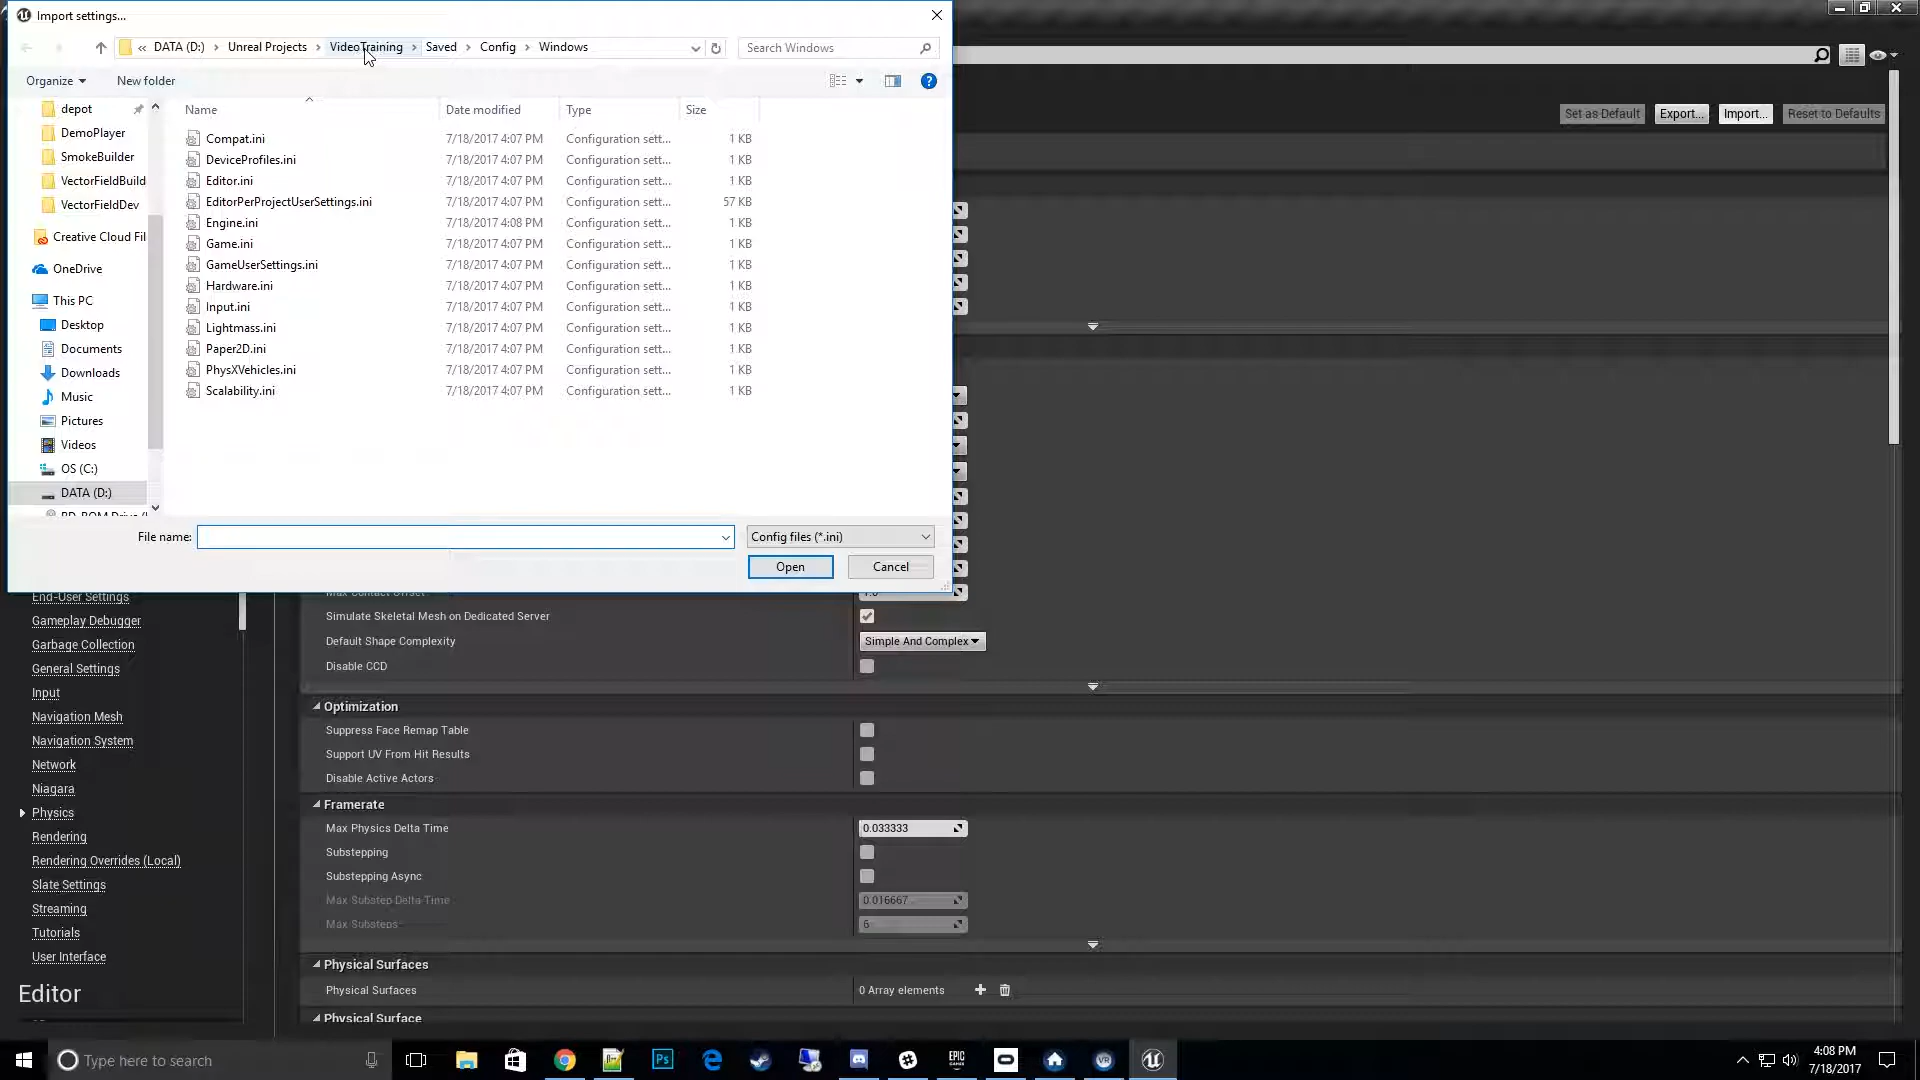 Import settings...
« DATA (D:) › Unreal Projects › VideoTraining › Saved › Config › Windows
Search Windows
Organize
New folder
Name Date modified Type Size
depot
DemoPlayer
SmokeBuilder
VectorFieldBuild
VectorFieldDev
Creative Cloud Fil
OneDrive
This PC
Desktop
Documents
Downloads
Music
Pictures
Videos
OS (C:)
DATA (D:)
Compat.ini 7/18/2017 4:07 PM Configuration sett... 1 KB
DeviceProfiles.ini 7/18/2017 4:07 PM Configuration sett... 1 KB
Editor.ini 7/18/2017 4:07 PM Configuration sett... 1 KB
EditorPerProjectUserSettings.ini 7/18/2017 4:07 PM Configuration sett... 57 KB
Engine.ini 7/18/2017 4:08 PM Configuration sett... 1 KB
Game.ini 7/18/2017 4:07 PM Configuration sett... 1 KB
GameUserSettings.ini 7/18/2017 4:07 PM Configuration sett... 1 KB
Hardware.ini 7/18/2017 4:07 PM Configuration sett... 1 KB
Input.ini 7/18/2017 4:07 PM Configuration sett... 1 KB
Lightmass.ini 7/18/2017 4:07 PM Configuration sett... 1 KB
Paper2D.ini 7/18/2017 4:07 PM Configuration sett... 1 KB
PhysXVehicles.ini 7/18/2017 4:07 PM Configuration sett... 1 KB
Scalability.ini 7/18/2017 4:07 PM Configuration sett... 1 KB
File name:
Config files (*.ini)
Open
Cancel
Set as Default
Export...
Import...
Reset to Defaults
End-User Settings
Gameplay Debugger
Garbage Collection
General Settings
Input
Navigation Mesh
Navigation System
Network
Niagara
Physics
Rendering
Rendering Overrides (Local)
Slate Settings
Streaming
Tutorials
User Interface
Editor
Max Contact Offset
Simulate Skeletal Mesh on Dedicated Server
Default Shape Complexity Simple And Complex
Disable CCD
Optimization
Suppress Face Remap Table
Support UV From Hit Results
Disable Active Actors
Framerate
Max Physics Delta Time 0.033333
Substepping
Substepping Async
Max Substep Delta Time 0.016667
Max Substeps 6
Physical Surfaces
Physical Surfaces 0 Array elements
Physical Surface
Type here to search
Ps
EPIC
GAMES
VR
4:08 PM
7/18/2017